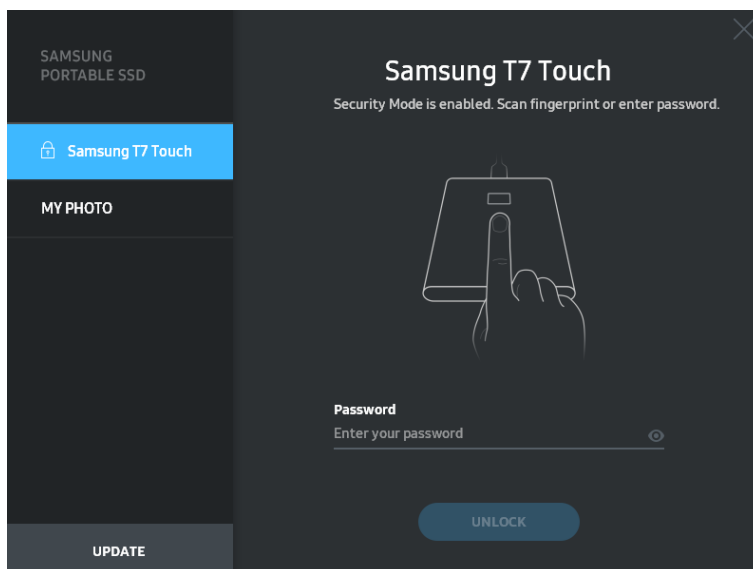 SAMSUNG
PORTABLE SSD
Samsung T7 Touch
MY PHOTO
UPDATE
Samsung T7 Touch
Security Mode is enabled. Scan fingerprint or enter password.
Password
Enter your password
UNLOCK